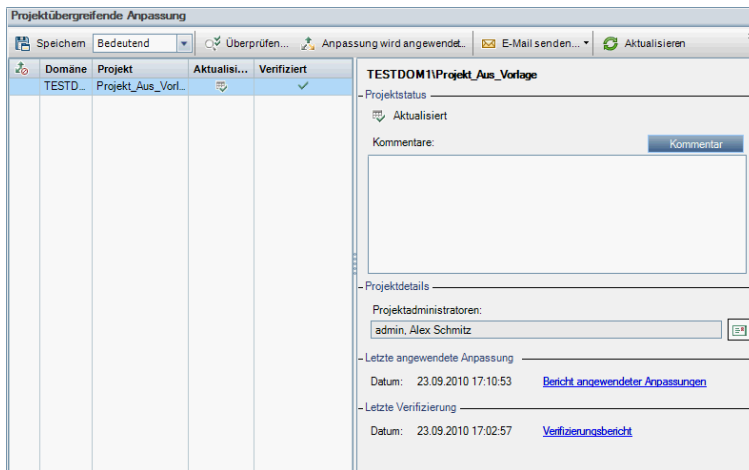 Projektübergreifende Anpassung
Speichern Bedeutend Überprüfen... Anpassung wird angewendet.. E-Mail senden... Aktualisieren
Domäne Projekt Aktualisi... Verifiziert
TESTD... Projekt_Aus_Vorl...
TESTDOM1\Projekt_Aus_Vorlage
Projektstatus
Aktualisiert
Kommentare: Kommentar
Projektdetails
Projektadministratoren:
admin, Alex Schmitz
Letzte angewendete Anpassung
Datum: 23.09.2010 17:10:53 Bericht angewendeter Anpassungen
Letzte Verifizierung
Datum: 23.09.2010 17:02:57 Verifizierungsbericht